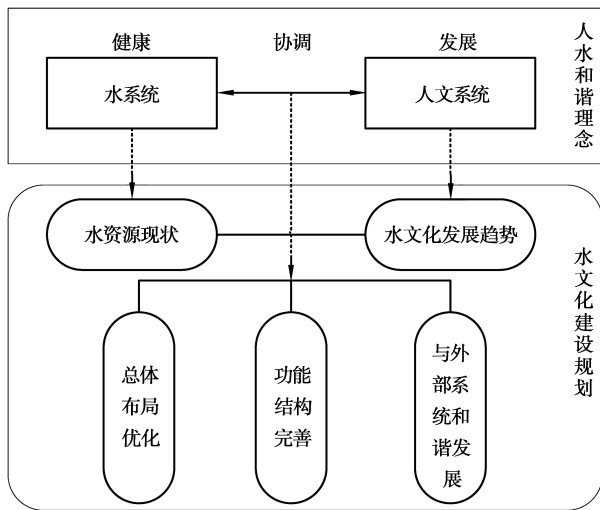 健康
协调
发展
水系统
人文系统
人水和谐理念
水资源现状
水文化发展趋势
水文化建设规划
总体
布局
优化
功能
结构
完善
与外
部系
统和
谐发
展